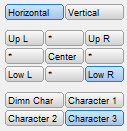 Horizontal Vertical
Up L * Up R
* Center *
Low L * Low R
Dimn Char Character 1
Character 2 Character 3